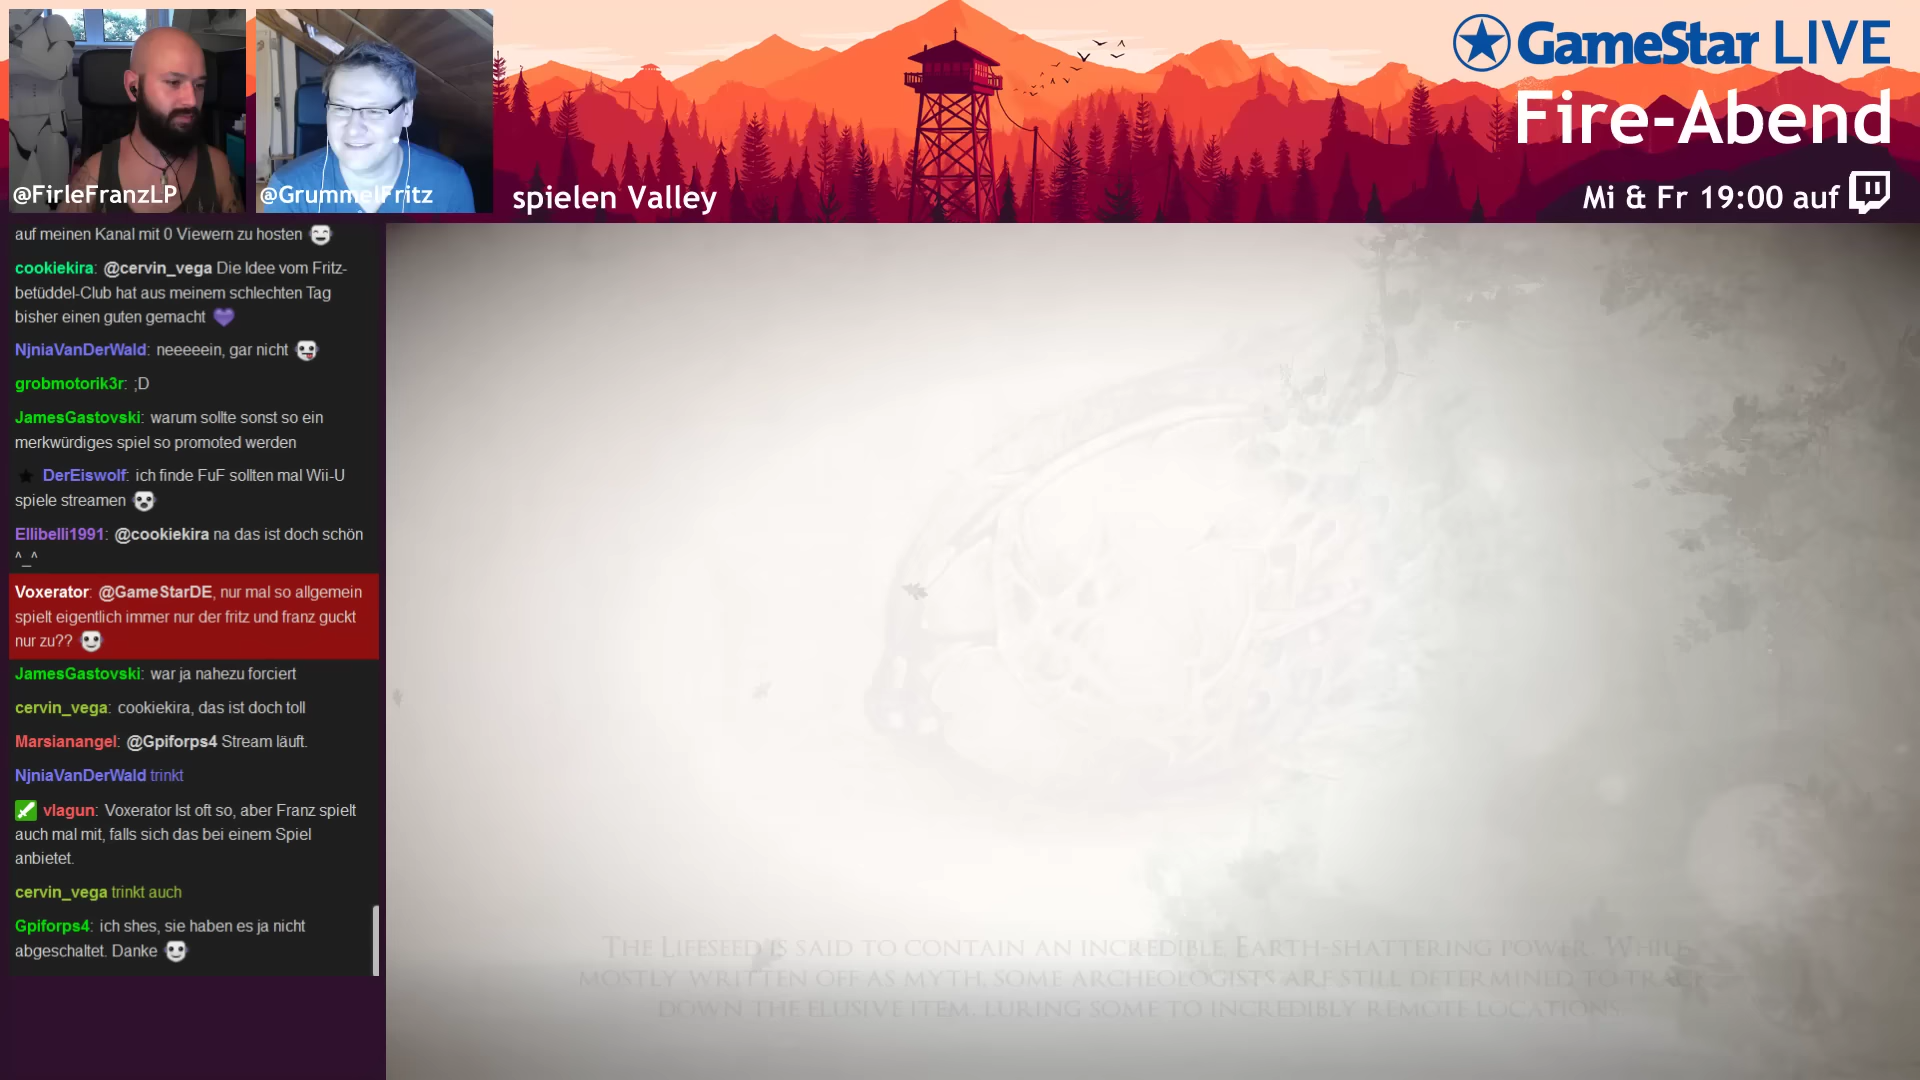 GameStar LIVE
Fire-Abend
Mi & Fr 19:00 auf
@FirleFranzLP
@GrummelFritz
spielen Valley
auf meinen Kanal mit 0 Viewern zu hosten
cookiekira: @cervin_vega Die Idee vom Fritz-
betüddel-Club hat aus meinem schlechten Tag
bisher einen guten gemacht
NjniaVanDerWald: neeeeein, gar nicht
grobmotorik3r: ;D
JamesGastovski: warum sollte sonst so ein
merkwürdiges spiel so promoted werden
DerEiswolf: ich finde FuF sollten mal Wii-U
spiele streamen
Ellibelli1991: @cookiekira na das ist doch schön
^_^
Voxerator: @GameStarDE, nur mal so allgemein
spielt eigentlich immer nur der fritz und franz guckt
nur zu??
JamesGastovski: war ja nahezu forciert
cervin_vega: cookiekira, das ist doch toll
Marsianangel: @Gpiforps4 Stream läuft.
NjniaVanDerWald trinkt
vlagun: Voxerator Ist oft so, aber Franz spielt
auch mal mit, falls sich das bei einem Spiel
anbietet.
cervin_vega trinkt auch
Gpiforps4: ich shes, sie haben es ja nicht
abgeschaltet. Danke
The Lifeseed is said to contain an incredible, Earth-shattering power. While
mostly written off as myth, some archeologists are still determined to track
down the elusive item, luring some to incredibly remote locations.